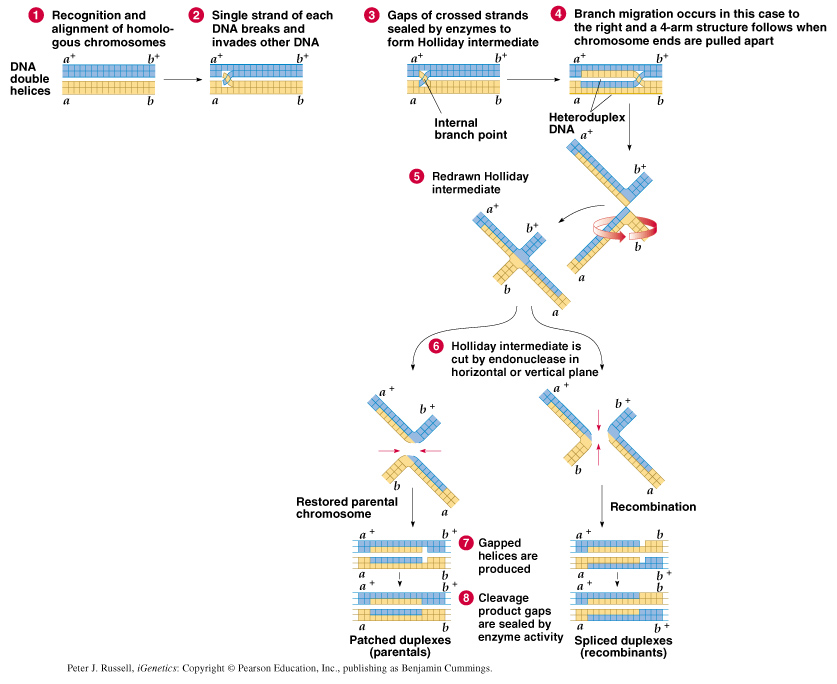 1 Recognition and
alignment of homolo-
gous chromosomes
2 Single strand of each
DNA breaks and
invades other DNA
3 Gaps of crossed strands
sealed by enzymes to
form Holliday intermediate
4 Branch migration occurs in this case to
the right and a 4-arm structure follows when
chromosome ends are pulled apart
DNA
double
helices
a+ b+
a b
a+ b+
a b
a+ b+
a b
a+ b+
a b
Internal
branch point
Heteroduplex
DNA
a+
b+
b
a
5 Redrawn Holliday
intermediate
a+
b+
b
a
6 Holliday intermediate is
cut by endonuclease in
horizontal or vertical plane
a +
b +
b
a
a +
b +
b
a
Restored parental
chromosome
Recombination
a + b +
a b
7 Gapped
helices are
produced
a + b
a b +
a + b +
a b
8 Cleavage
product gaps
are sealed by
enzyme activity
a + b
a b +
Patched duplexes
(parentals)
Spliced duplexes
(recombinants)
Peter J. Russell, iGenetics: Copyright © Pearson Education, Inc., publishing as Benjamin Cummings.